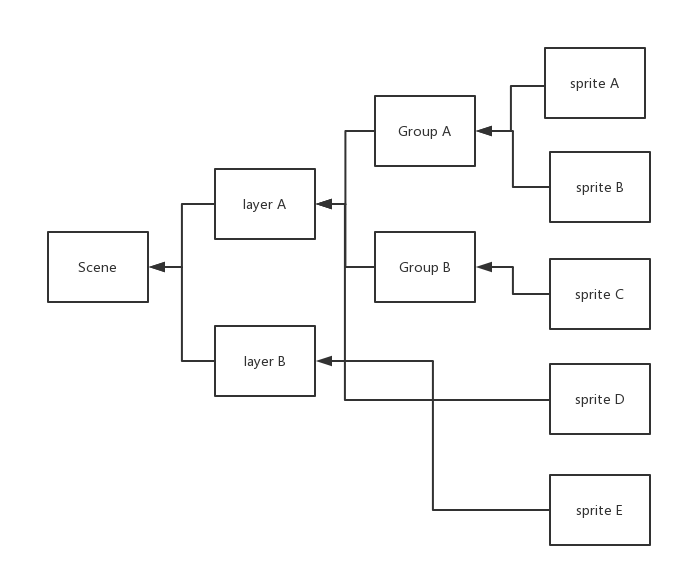 Scene
layer A
layer B
Group A
Group B
sprite A
sprite B
sprite C
sprite D
sprite E